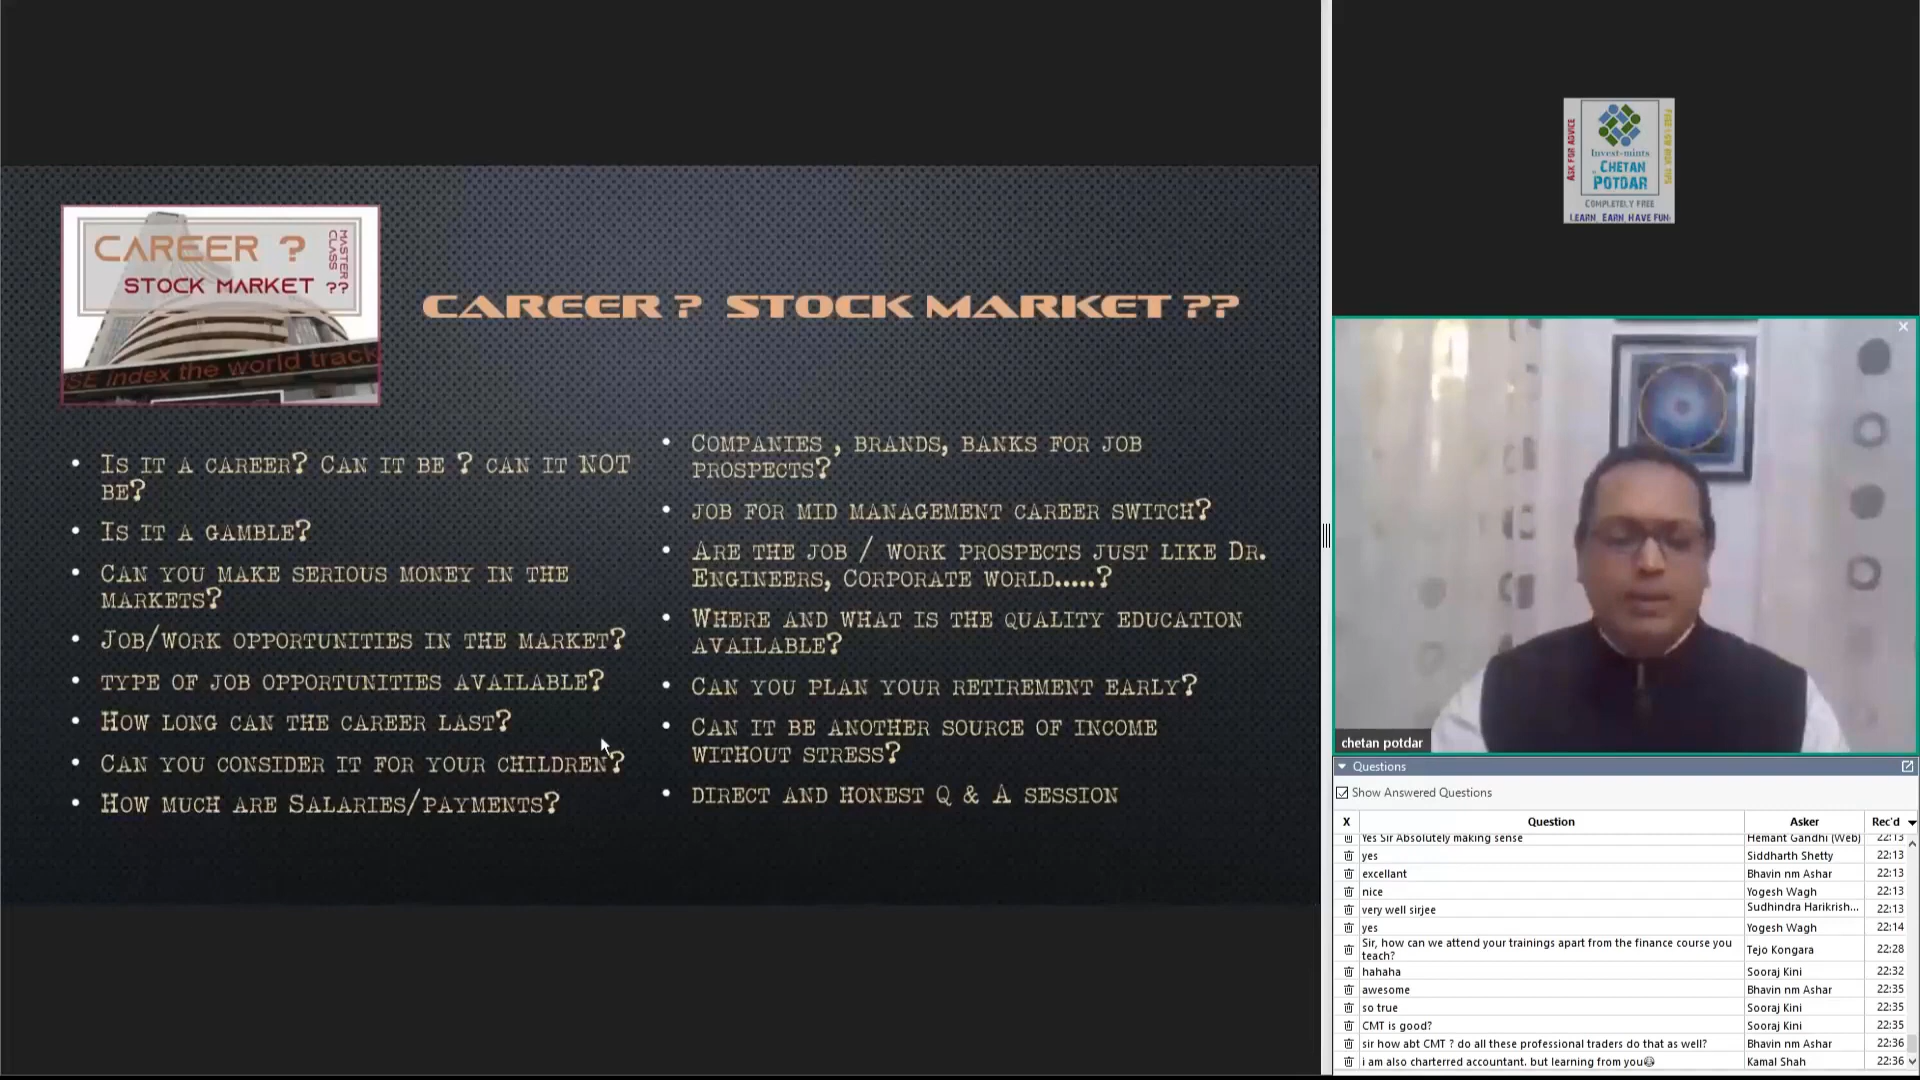 CAREER ?
STOCK MARKET ??
MASTER
CLASS
SE index the world track
CAREER ? STOCK MARKET ??
• IS IT A CAREER? CAN IT BE ? CAN IT NOT
BE?
• IS IT A GAMBLE?
• CAN YOU MAKE SERIOUS MONEY IN THE
MARKETS?
• JOB/WORK OPPORTUNITIES IN THE MARKET?
• TYPE OF JOB OPPORTUNITIES AVAILABLE?
• HOW LONG CAN THE CAREER LAST?
• CAN YOU CONSIDER IT FOR YOUR CHILDREN?
• HOW MUCH ARE SALARIES/PAYMENTS?
• COMPANIES , BRANDS, BANKS FOR JOB
PROSPECTS?
• JOB FOR MID MANAGEMENT CAREER SWITCH?
• ARE THE JOB / WORK PROSPECTS JUST LIKE DR.
ENGINEERS, CORPORATE WORLD.....?
• WHERE AND WHAT IS THE QUALITY EDUCATION
AVAILABLE?
• CAN YOU PLAN YOUR RETIREMENT EARLY?
• CAN IT BE ANOTHER SOURCE OF INCOME
WITHOUT STRESS?
• DIRECT AND HONEST Q & A SESSION
ASK FOR ADVICE
Invest-mints
CHETAN
POTDAR
COMPLETELY FREE
LEARN, EARN, HAVE FUN
chetan potdar
Questions
Show Answered Questions
X Question Asker Rec'd
Yes Sir Absolutely making sense Hemant Gandhi (Web) 22:13
yes Siddharth Shetty 22:13
excellant Bhavin nm Ashar 22:13
nice Yogesh Wagh 22:13
very well sirjee Sudhindra Harikrish... 22:13
yes Yogesh Wagh 22:14
Sir, how can we attend your trainings apart from the finance course you
teach? Tejo Kongara 22:28
hahaha Sooraj Kini 22:32
awesome Bhavin nm Ashar 22:35
so true Sooraj Kini 22:35
CMT is good? Sooraj Kini 22:35
sir how abt CMT ? do all these professional traders do that as well? Bhavin nm Ashar 22:36
i am also charterred accountant. but learning from you Kamal Shah 22:36